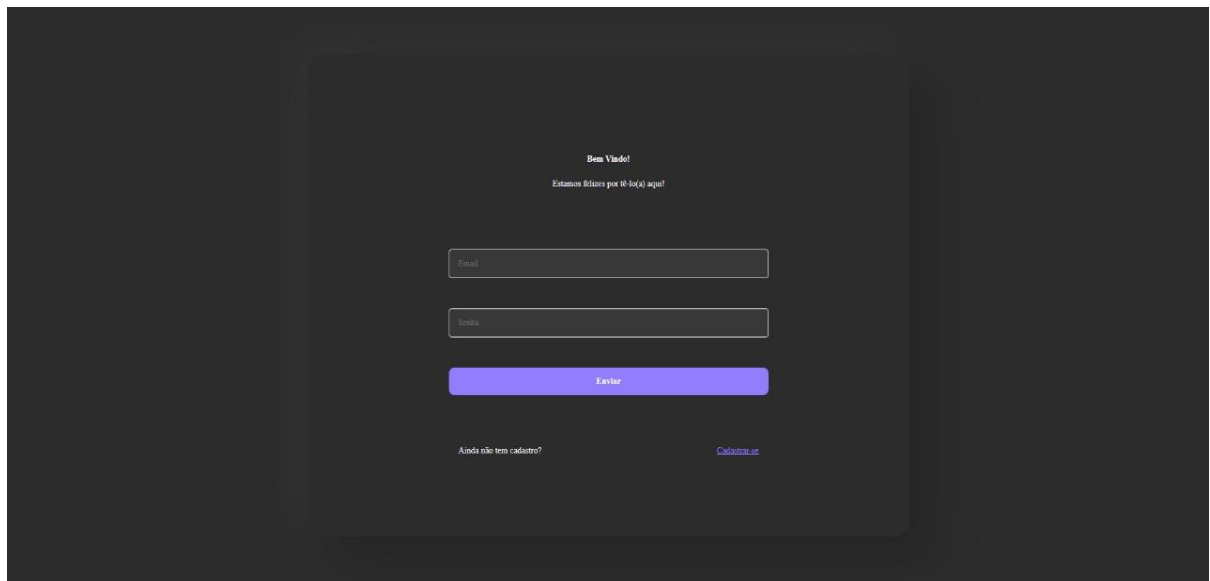 Bem Vindo!
Estamos felizes por tê-lo(a) aqui!
Email
Senha
Enviar
Ainda não tem cadastro? Cadastrar-se